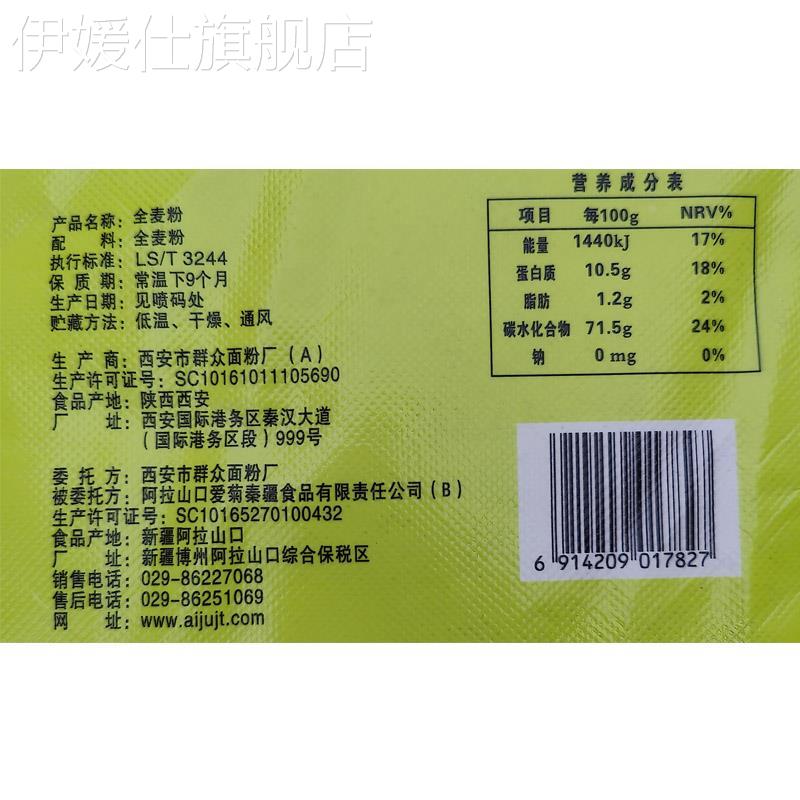 伊媛仕旗舰店
产品名称：全麦粉
配 料：全麦粉
执行标准：LS/T 3244
保 质 期：常温下9个月
生产日期：见喷码处
贮藏方法：低温、干燥、通风
生 产 商：西安市群众面粉厂（A）
生产许可证号：SC10161011105690
食品产地：陕西西安
厂 址：西安国际港务区秦汉大道
（国际港务区段）999号
委 托 方：西安市群众面粉厂
被委托方：阿拉山口爱菊秦疆食品有限责任公司（B）
生产许可证号：SC10165270100432
食品产地：新疆阿拉山口
厂 址：新疆博州阿拉山口综合保税区
销售电话：029-86227068
售后电话：029-86251069
网 址：www.aijujt.com
营养成分表
项目 每100g NRV%
能量 1440kJ 17%
蛋白质 10.5g 18%
脂肪 1.2g 2%
碳水化合物 71.5g 24%
钠 0 mg 0%
6 914209 017827